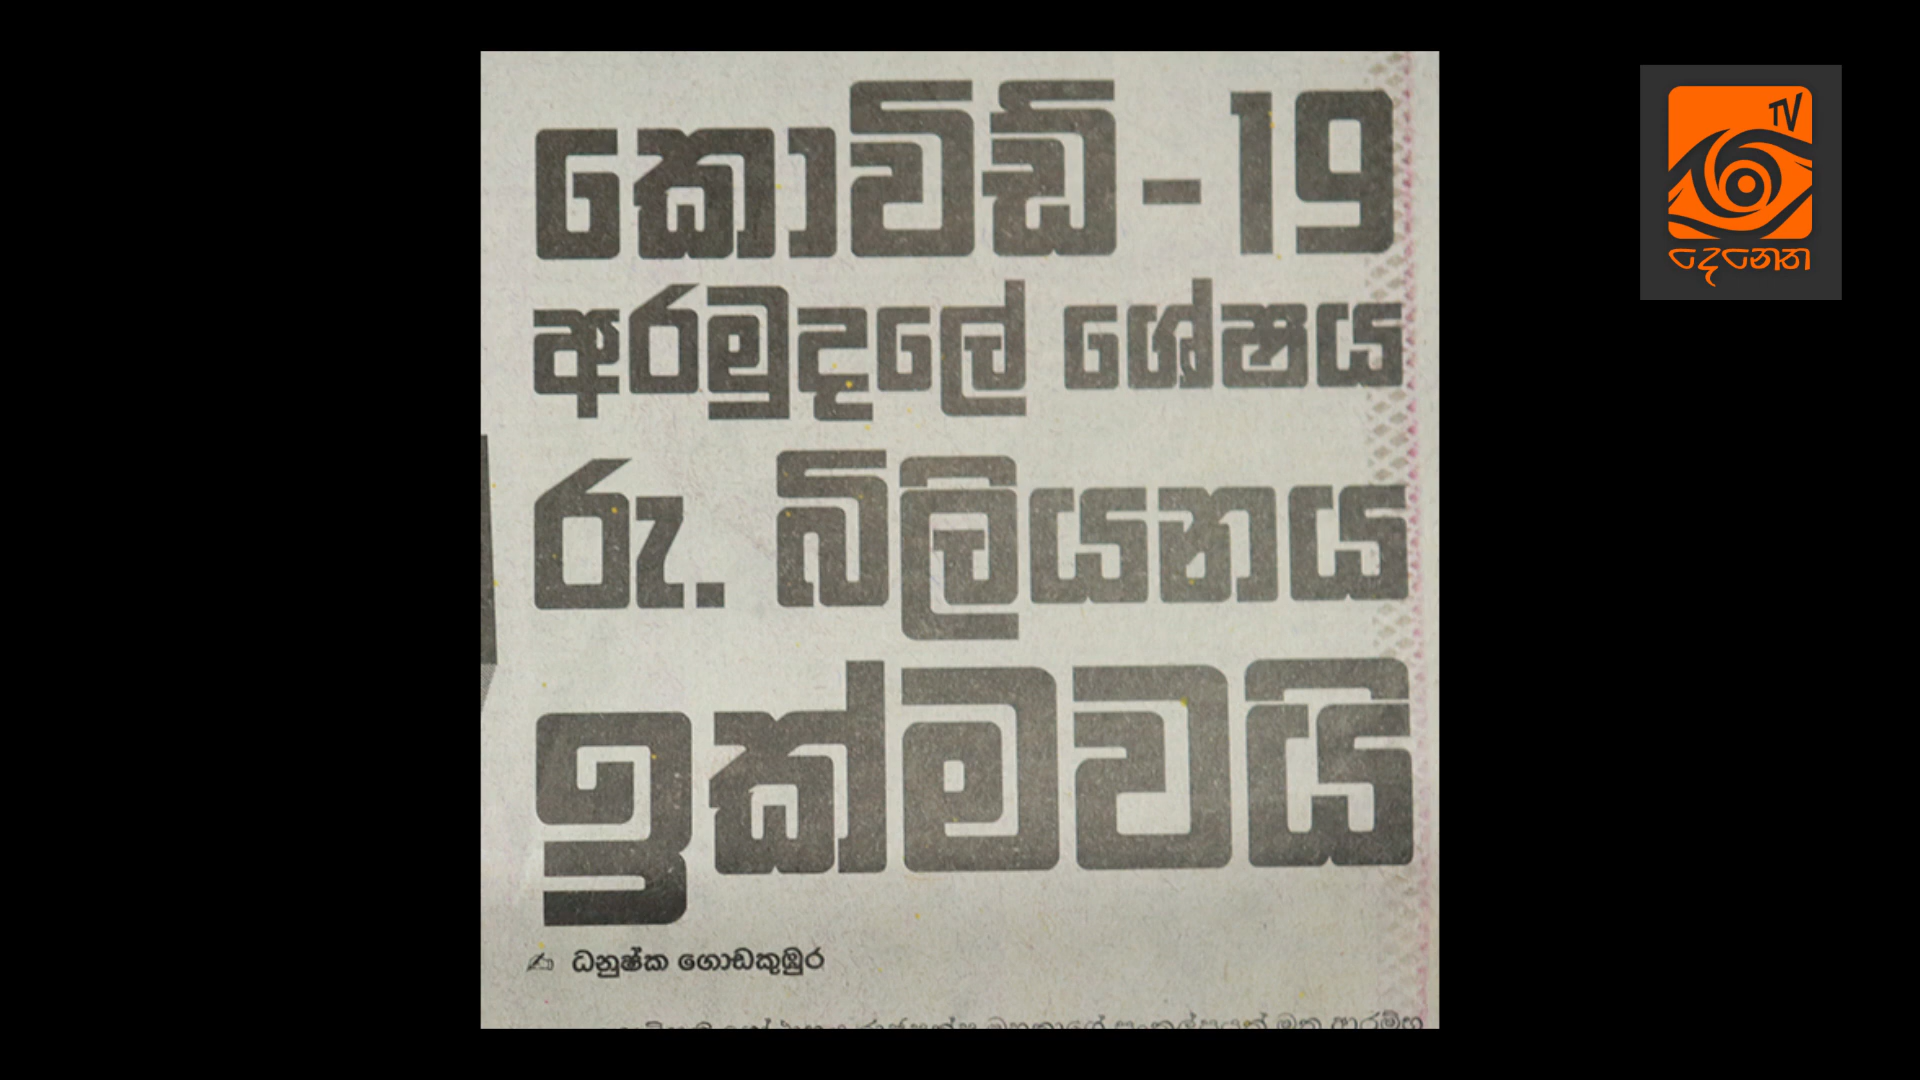 කොවිඩ් - 19
අරමුදලේ ශේෂය
රු. බිලියනය
ඉක්මවයි
ධනුෂ්ක ගොඩකුඹුර
TV
දෙනෙත